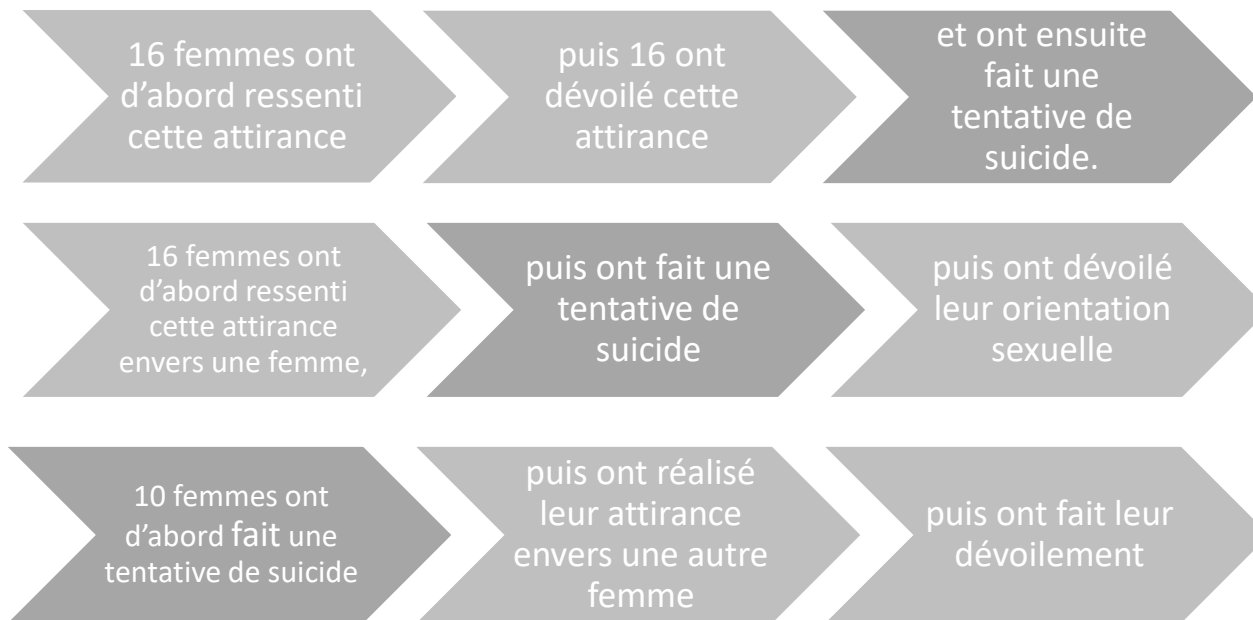 16 femmes ont
d’abord ressenti
cette attirance
puis 16 ont
dévoilé cette
attirance
et ont ensuite
fait une
tentative de
suicide.
16 femmes ont
d’abord ressenti
cette attirance
envers une femme,
puis ont fait une
tentative de
suicide
puis ont dévoilé
leur orientation
sexuelle
10 femmes ont
d’abord fait une
tentative de suicide
puis ont réalisé
leur attirance
envers une autre
femme
puis ont fait leur
dévoilement